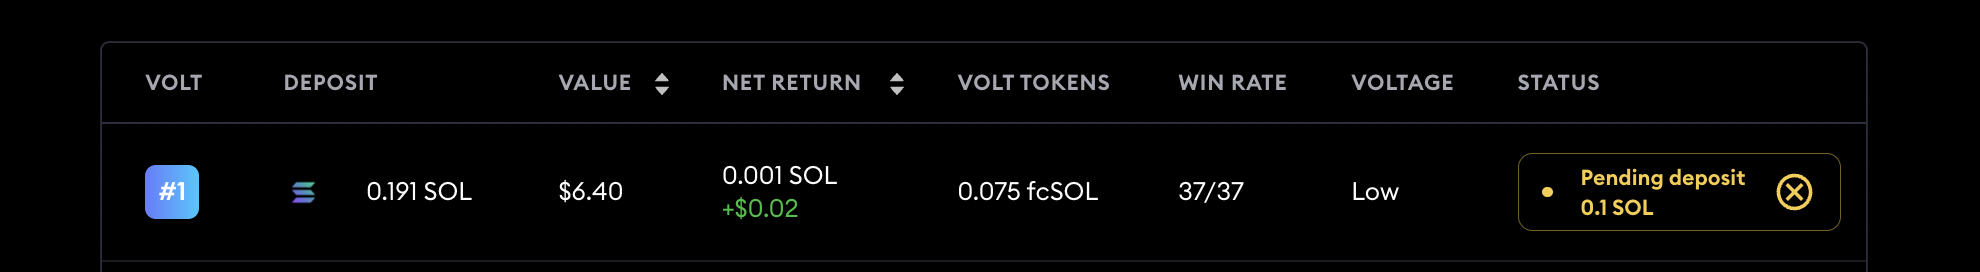 VOLT DEPOSIT VALUE NET RETURN VOLT TOKENS WIN RATE VOLTAGE STATUS
#1 0.191 SOL $6.40 0.001 SOL 0.075 fcSOL 37/37 Low Pending deposit
+$0.02 0.1 SOL